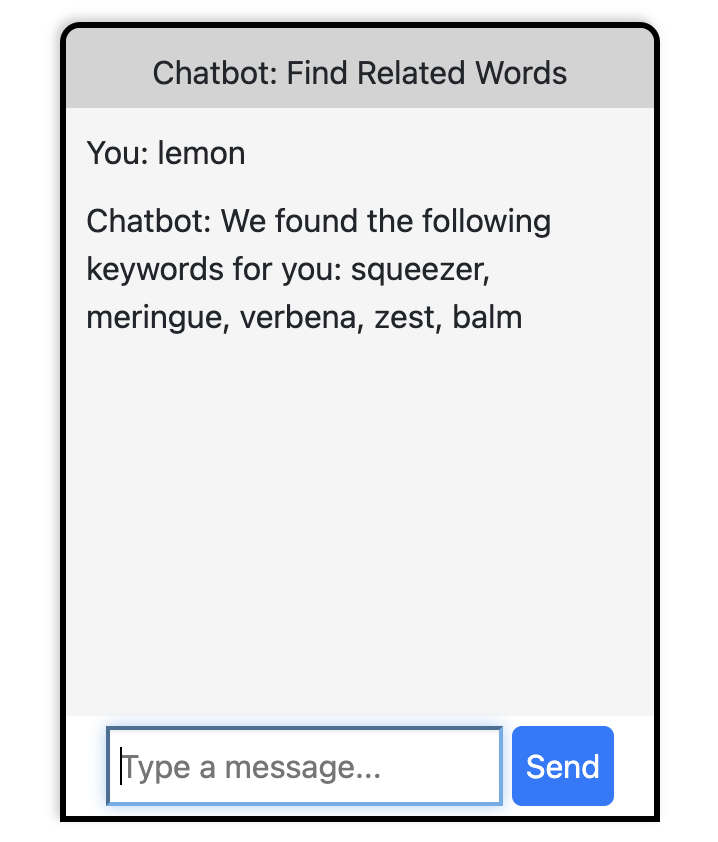 Chatbot: Find Related Words
You: lemon
Chatbot: We found the following
keywords for you: squeezer,
meringue, verbena, zest, balm
Type a message...
Send